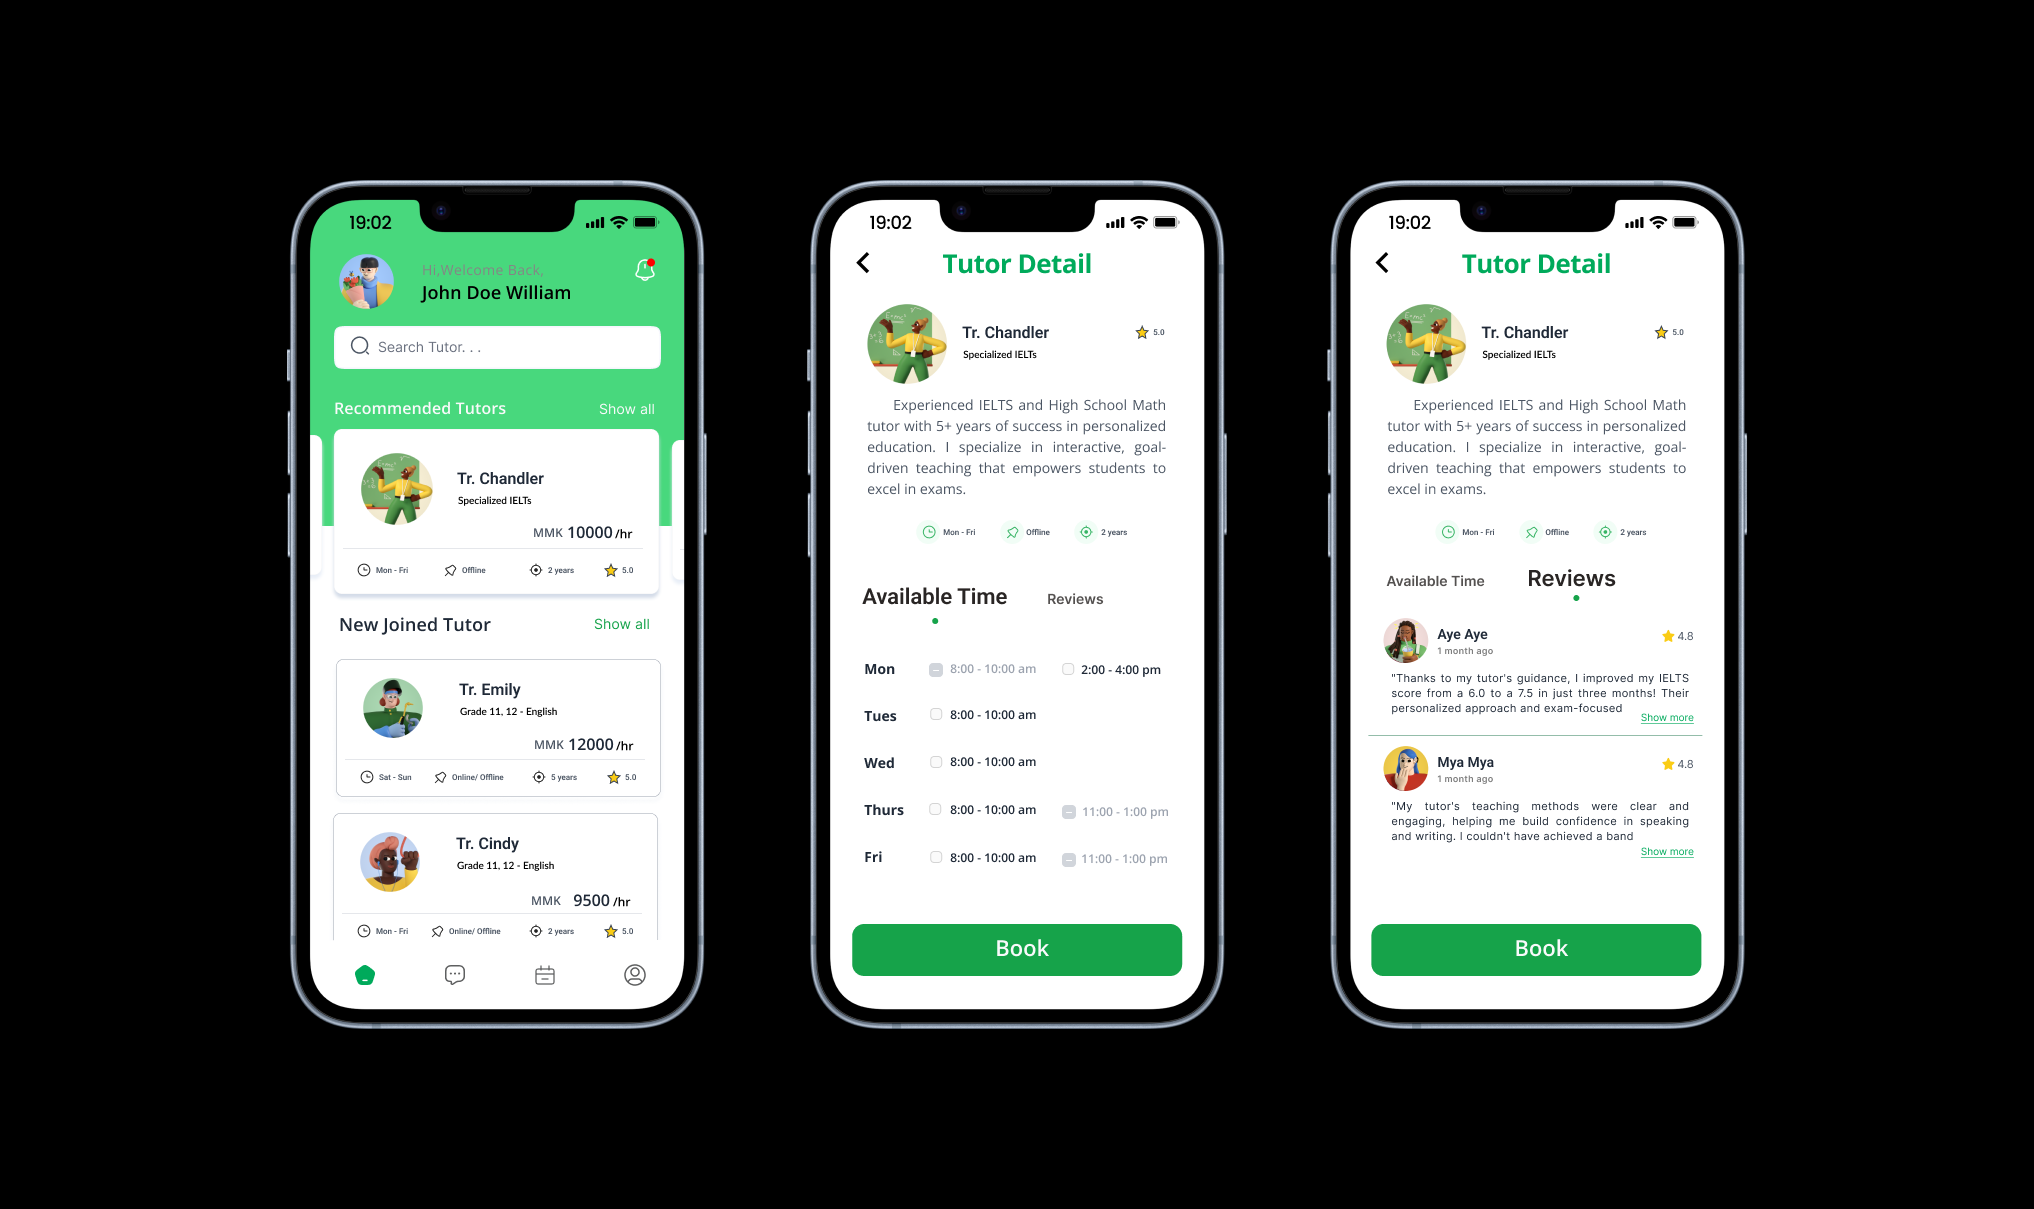 19:02
Hi,Welcome Back,
John Doe William
Search Tutor. . .
Recommended Tutors
Show all
Tr. Chandler
Specialized IELTs
MMK 10000 /hr
Mon - Fri
Offline
2 years
5.0
New Joined Tutor
Show all
Tr. Emily
Grade 11, 12 - English
MMK 12000 /hr
Sat - Sun
Online/ Offline
5 years
5.0
Tr. Cindy
Grade 11, 12 - English
MMK 9500 /hr
Mon - Fri
Online/ Offline
2 years
5.0
19:02
Tutor Detail
Tr. Chandler
5.0
Specialized IELTs
Experienced IELTS and High School Math
tutor with 5+ years of success in personalized
education. I specialize in interactive, goal-
driven teaching that empowers students to
excel in exams.
Mon - Fri
Offline
2 years
Available Time
Reviews
Mon 8:00 - 10:00 am 2:00 - 4:00 pm
Tues 8:00 - 10:00 am
Wed 8:00 - 10:00 am
Thurs 8:00 - 10:00 am 11:00 - 1:00 pm
Fri 8:00 - 10:00 am 11:00 - 1:00 pm
Book
19:02
Tutor Detail
Tr. Chandler
5.0
Specialized IELTs
Experienced IELTS and High School Math
tutor with 5+ years of success in personalized
education. I specialize in interactive, goal-
driven teaching that empowers students to
excel in exams.
Mon - Fri
Offline
2 years
Available Time
Reviews
Aye Aye
4.8
1 month ago
"Thanks to my tutor's guidance, I improved my IELTS
score from a 6.0 to a 7.5 in just three months! Their
personalized approach and exam-focused
Show more
Mya Mya
4.8
1 month ago
"My tutor's teaching methods were clear and
engaging, helping me build confidence in speaking
and writing. I couldn't have achieved a band
Show more
Book